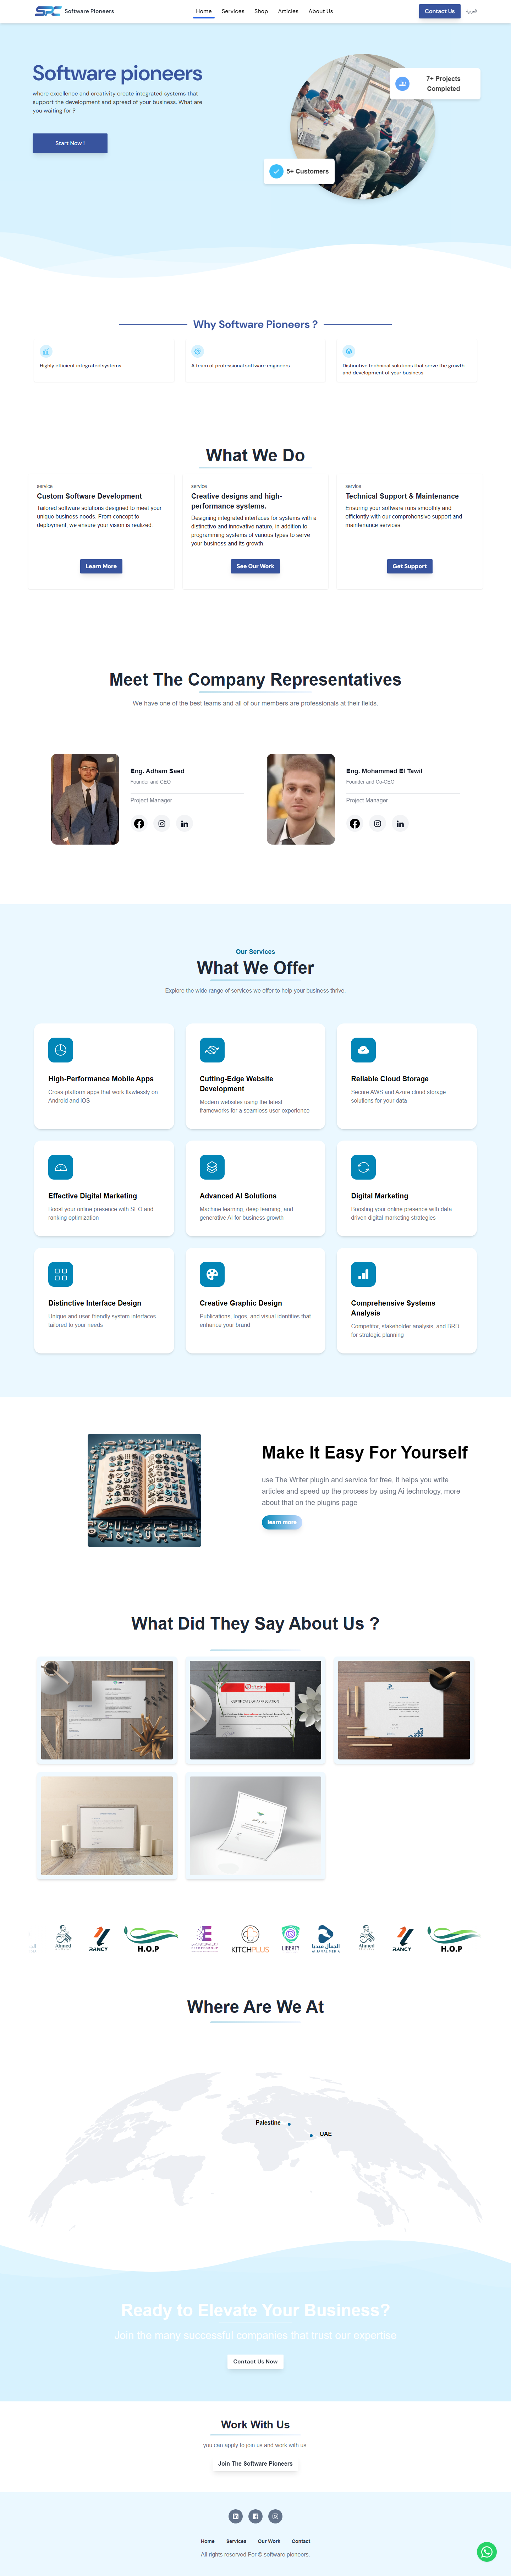 SPC Software Pioneers
Home Services Shop Articles About Us
Contact Us
العربية
Software pioneers
where excellence and creativity create integrated systems that
support the development and spread of your business. What are
you waiting for ?
Start Now !
7+ Projects
Completed
5+ Customers
Why Software Pioneers ?
Highly efficient integrated systems
A team of professional software engineers
Distinctive technical solutions that serve the growth
and development of your business
What We Do
service
Custom Software Development
Tailored software solutions designed to meet your
unique business needs. From concept to
deployment, we ensure your vision is realized.
Learn More
service
Creative designs and high-
performance systems.
Designing integrated interfaces for systems with a
distinctive and innovative nature, in addition to
programming systems of various types to serve
your business and its growth.
See Our Work
service
Technical Support & Maintenance
Ensuring your software runs smoothly and
efficiently with our comprehensive support and
maintenance services.
Get Support
Meet The Company Representatives
We have one of the best teams and all of our members are professionals at their fields.
Eng. Adham Saed
Founder and CEO
Project Manager
Eng. Mohammed El Tawil
Founder and Co-CEO
Project Manager
Our Services
What We Offer
Explore the wide range of services we offer to help your business thrive.
High-Performance Mobile Apps
Cross-platform apps that work flawlessly on
Android and iOS
Cutting-Edge Website
Development
Modern websites using the latest
frameworks for a seamless user experience
Reliable Cloud Storage
Secure AWS and Azure cloud storage
solutions for your data
Effective Digital Marketing
Boost your online presence with SEO and
ranking optimization
Advanced AI Solutions
Machine learning, deep learning, and
generative AI for business growth
Digital Marketing
Boosting your online presence with data-
driven digital marketing strategies
Distinctive Interface Design
Unique and user-friendly system interfaces
tailored to your needs
Creative Graphic Design
Publications, logos, and visual identities that
enhance your brand
Comprehensive Systems
Analysis
Competitor, stakeholder analysis, and BRD
for strategic planning
Make It Easy For Yourself
use The Writer plugin and service for free, it helps you write
articles and speed up the process by using Ai technology, more
about that on the plugins page
learn more
What Did They Say About Us ?
CERTIFICATE OF APPRECIATION
Ahmed
RANCY
H.O.P
KITCHPLUS
LIBERTY
الجمال ميديا
AL JAMAL MEDIA
Ahmed
RANCY
H.O.P
Where Are We At
Palestine
UAE
Ready to Elevate Your Business?
Join the many successful companies that trust our expertise.
Contact Us Now
Work With Us
you can apply to join us and work with us.
Join The Software Pioneers
Home Services Our Work Contact
All rights reserved For © software pioneers.